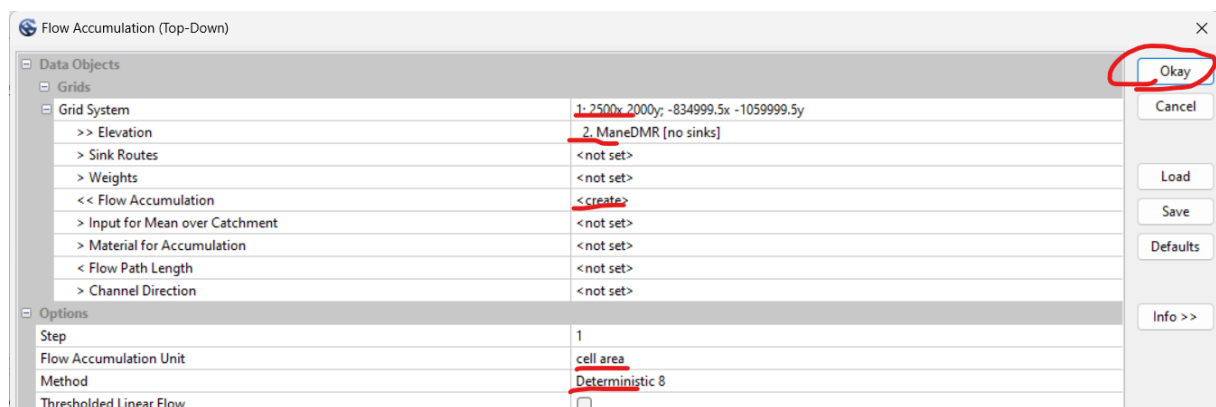 Flow Accumulation (Top-Down)
Data Objects
Okay
Grids
Grid System 1: 2500x 2000y; -834999.5x -1059999.5y
Cancel
>> Elevation 2. ManeDMR [no sinks]
> Sink Routes <not set>
> Weights <not set>
Load
<< Flow Accumulation <create>
Save
> Input for Mean over Catchment <not set>
> Material for Accumulation <not set>
Defaults
< Flow Path Length <not set>
> Channel Direction <not set>
Options
Info >>
Step 1
Flow Accumulation Unit cell area
Method Deterministic 8
Thresholded Linear Flow